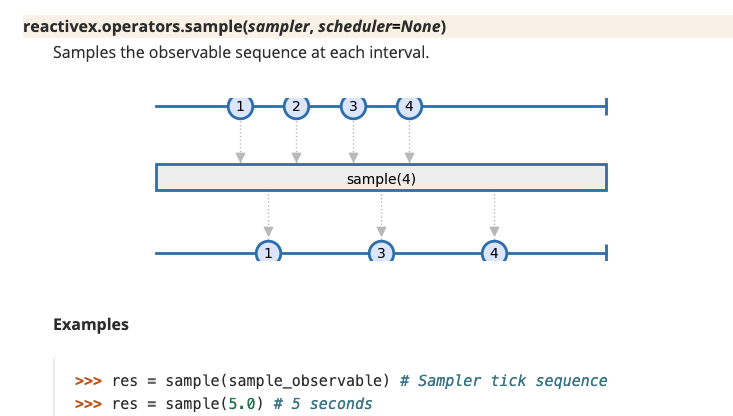 reactivex.operators.sample(sampler, scheduler=None)
Samples the observable sequence at each interval.
1 2 3 4
sample(4)
1 3 4
Examples
>>> res = sample(sample_observable) # Sampler tick sequence
>>> res = sample(5.0) # 5 seconds